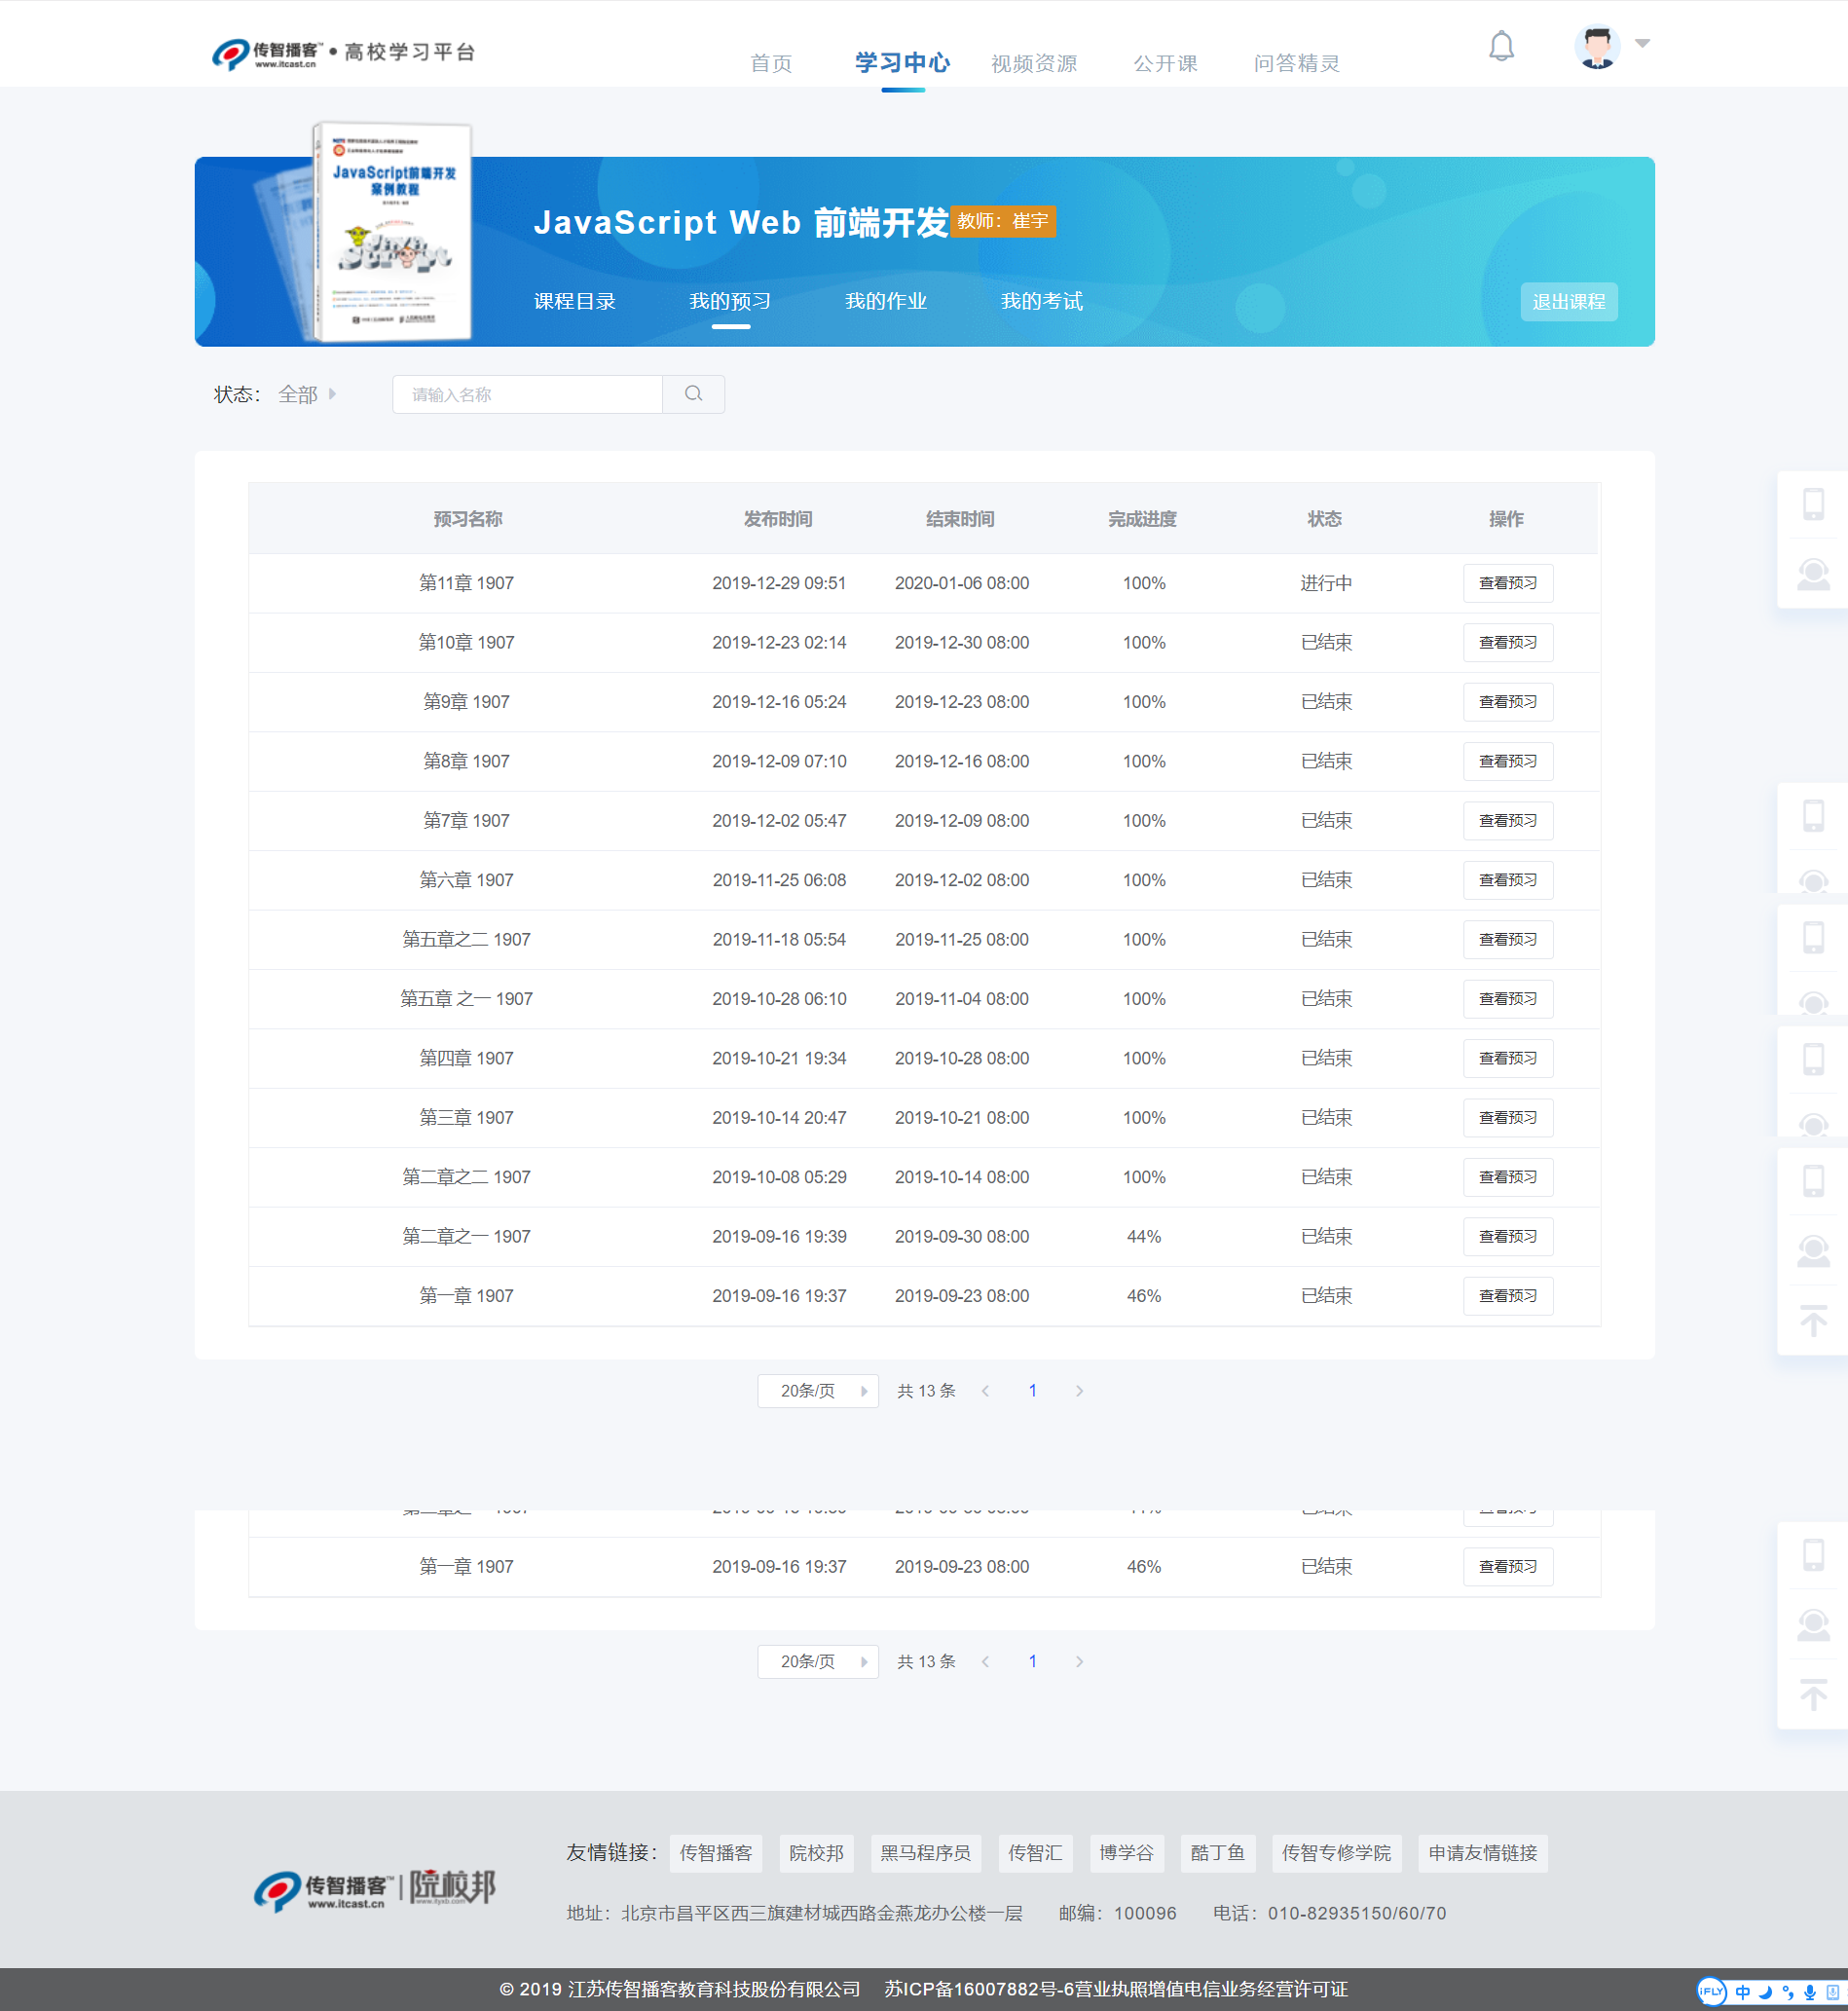 传智播客 www.itcast.cn • 高校学习平台
首页 学习中心 视频资源 公开课 问答精灵
JavaScript前端开发
案例教程
JavaScript Web 前端开发 教师：崔宇
课程目录 我的预习 我的作业 我的考试 退出课程
状态： 全部 请输入名称
预习名称 发布时间 结束时间 完成进度 状态 操作
第11章 1907 2019-12-29 09:51 2020-01-06 08:00 100% 进行中 查看预习
第10章 1907 2019-12-23 02:14 2019-12-30 08:00 100% 已结束 查看预习
第9章 1907 2019-12-16 05:24 2019-12-23 08:00 100% 已结束 查看预习
第8章 1907 2019-12-09 07:10 2019-12-16 08:00 100% 已结束 查看预习
第7章 1907 2019-12-02 05:47 2019-12-09 08:00 100% 已结束 查看预习
第六章 1907 2019-11-25 06:08 2019-12-02 08:00 100% 已结束 查看预习
第五章之二 1907 2019-11-18 05:54 2019-11-25 08:00 100% 已结束 查看预习
第五章 之一 1907 2019-10-28 06:10 2019-11-04 08:00 100% 已结束 查看预习
第四章 1907 2019-10-21 19:34 2019-10-28 08:00 100% 已结束 查看预习
第三章 1907 2019-10-14 20:47 2019-10-21 08:00 100% 已结束 查看预习
第二章之二 1907 2019-10-08 05:29 2019-10-14 08:00 100% 已结束 查看预习
第二章之一 1907 2019-09-16 19:39 2019-09-30 08:00 44% 已结束 查看预习
第一章 1907 2019-09-16 19:37 2019-09-23 08:00 46% 已结束 查看预习
20条/页 共 13 条 1
第一章 1907 2019-09-16 19:37 2019-09-23 08:00 46% 已结束 查看预习
20条/页 共 13 条 1
友情链接： 传智播客 院校邦 黑马程序员 传智汇 博学谷 酷丁鱼 传智专修学院 申请友情链接
传智播客 www.itcast.cn | 院校邦
地址：北京市昌平区西三旗建材城西路金燕龙办公楼一层 邮编：100096 电话：010-82935150/60/70
© 2019 江苏传智播客教育科技股份有限公司 苏ICP备16007882号-6营业执照增值电信业务经营许可证
iFLY 中